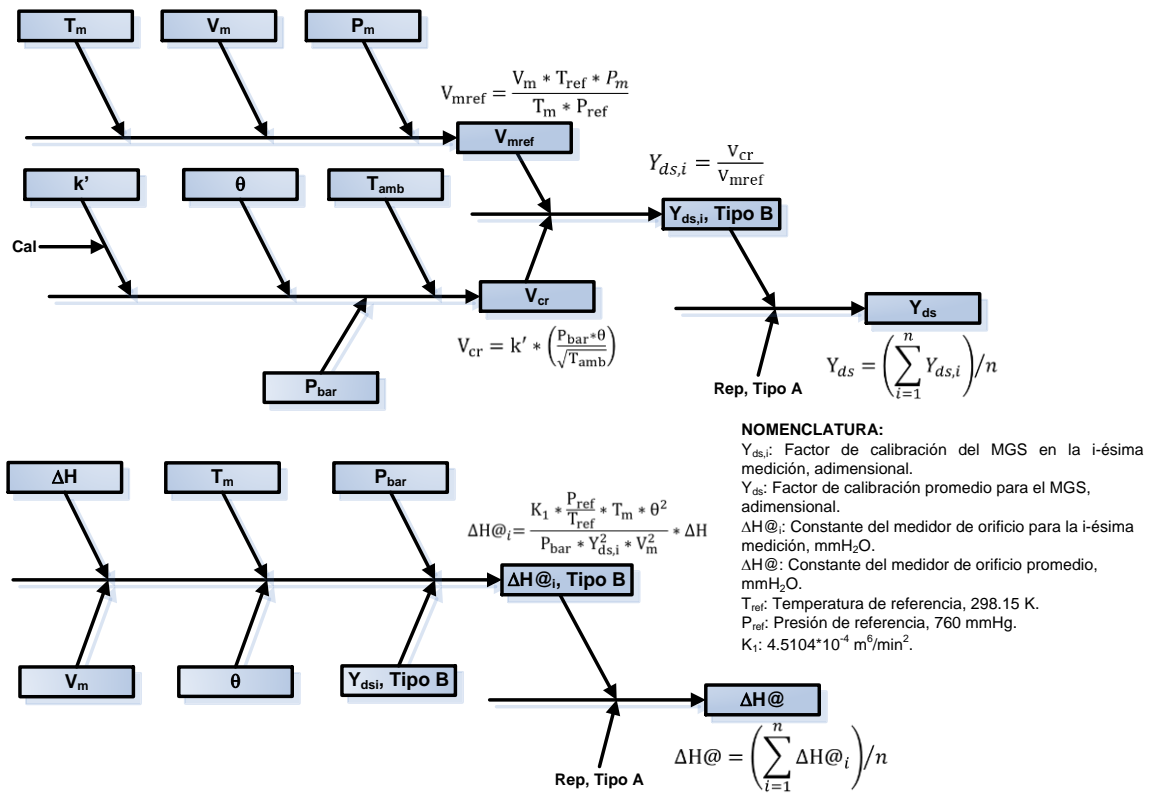 Tm Vm Pm
Vmref = (Vm * Tref * Pm) / (Tm * Pref)
Vmref
k’ θ Tamb
Yds,i = Vcr / Vmref
Cal
Yds,i, Tipo B
Vcr
Vcr = k′ * (Pbar*θ / √Tamb)
Yds
Pbar
Rep, Tipo A
Yds = (∑ i=1 n Yds,i)/n
NOMENCLATURA:
Yds,i: Factor de calibración del MGS en la i-ésima
medición, adimensional.
Yds: Factor de calibración promedio para el MGS,
adimensional.
ΔH@i: Constante del medidor de orificio para la i-ésima
medición, mmH2O.
ΔH@: Constante del medidor de orificio promedio,
mmH2O.
Tref: Temperatura de referencia, 298.15 K.
Pref: Presión de referencia, 760 mmHg.
K1: 4.5104*10-4 m6/min2.
ΔH Tm Pbar
ΔH@i= (K1 * Pref/Tref * Tm * θ2) / (Pbar * Y2ds,i * V2m) * ΔH
ΔH@i, Tipo B
Vm θ Ydsi, Tipo B
ΔH@
Rep, Tipo A
ΔH@ = (∑ i=1 n ΔH@i)/n